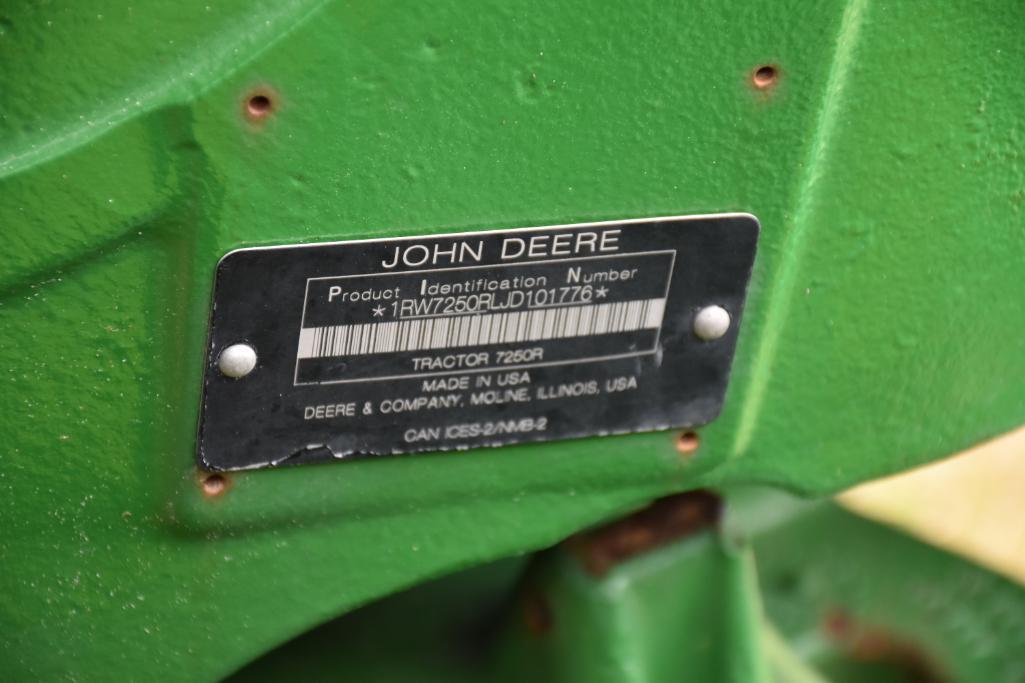 JOHN DEERE
Product Identification Number
*1RW7250RLJD101776*
TRACTOR 7250R
MADE IN USA
DEERE & COMPANY, MOLINE, ILLINOIS, USA
CAN ICES-2/NMB-2